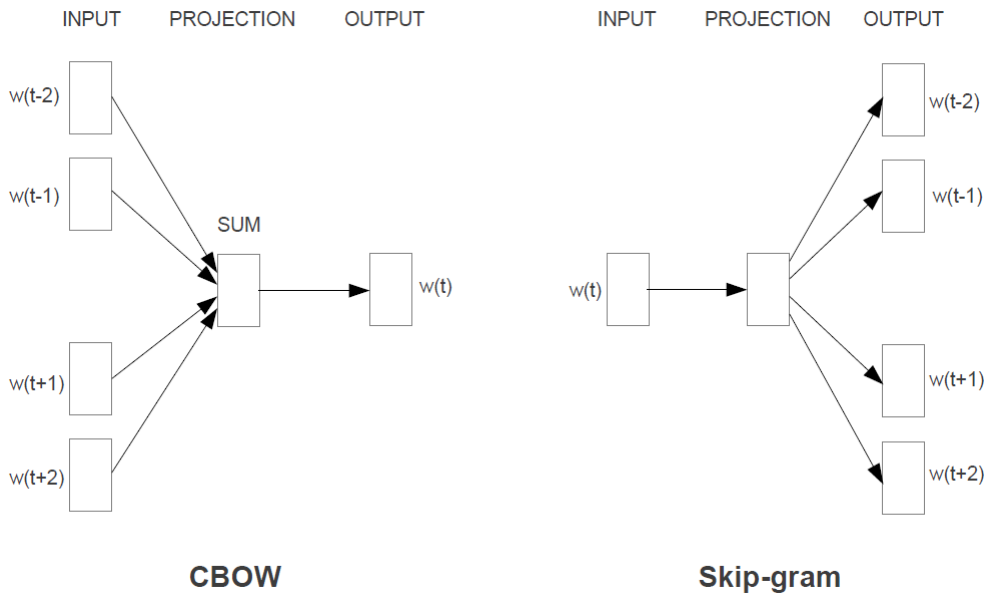 INPUT PROJECTION OUTPUT
w(t-2)
w(t-1)
SUM
w(t)
w(t+1)
w(t+2)
CBOW
INPUT PROJECTION OUTPUT
w(t-2)
w(t-1)
w(t)
w(t+1)
w(t+2)
Skip-gram